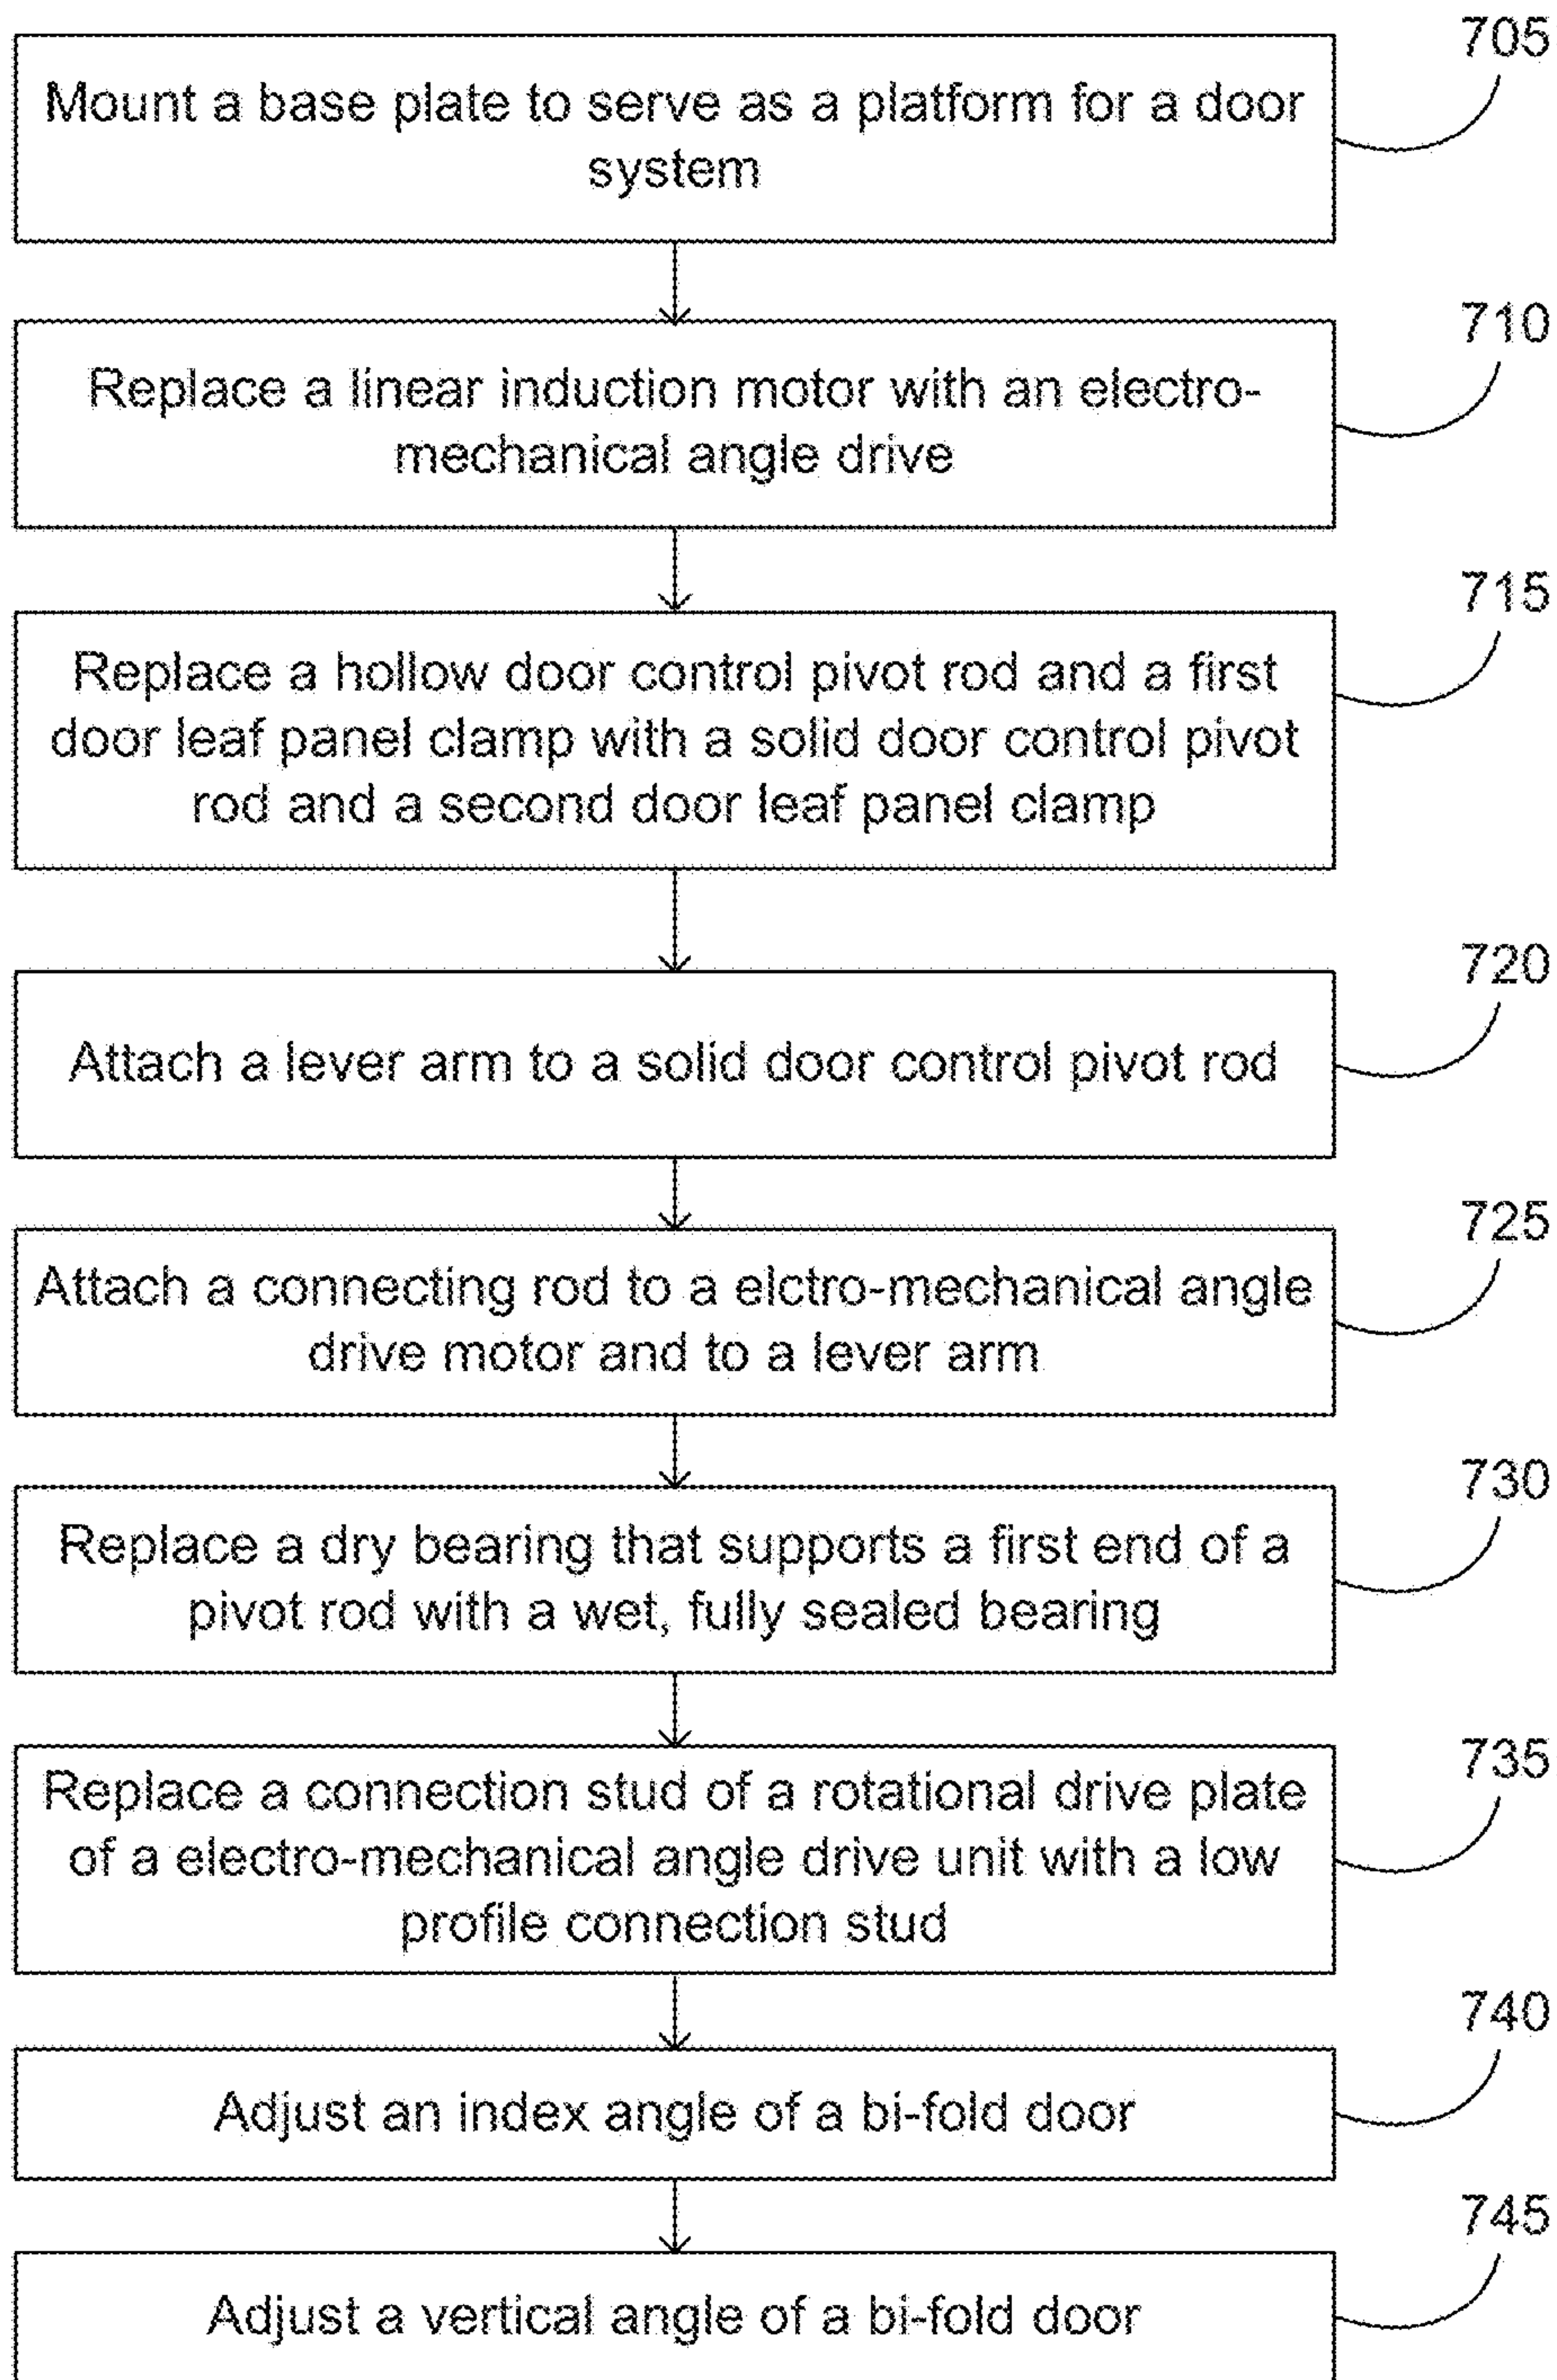 705
Mount a base plate to serve as a platform for a door
system
710
Replace a linear induction motor with an electro-
mechanical angle drive
715
Replace a hollow door control pivot rod and a first
door leaf panel clamp with a solid door control pivot
rod and a second door leaf panel clamp
720
Attach a lever arm to a solid door control pivot rod
725
Attach a connecting rod to a elctro-mechanical angle
drive motor and to a lever arm
730
Replace a dry bearing that supports a first end of a
pivot rod with a wet, fully sealed bearing
735
Replace a connection stud of a rotational drive plate
of a electro-mechanical angle drive unit with a low
profile connection stud
740
Adjust an index angle of a bi-fold door
745
Adjust a vertical angle of a bi-fold door